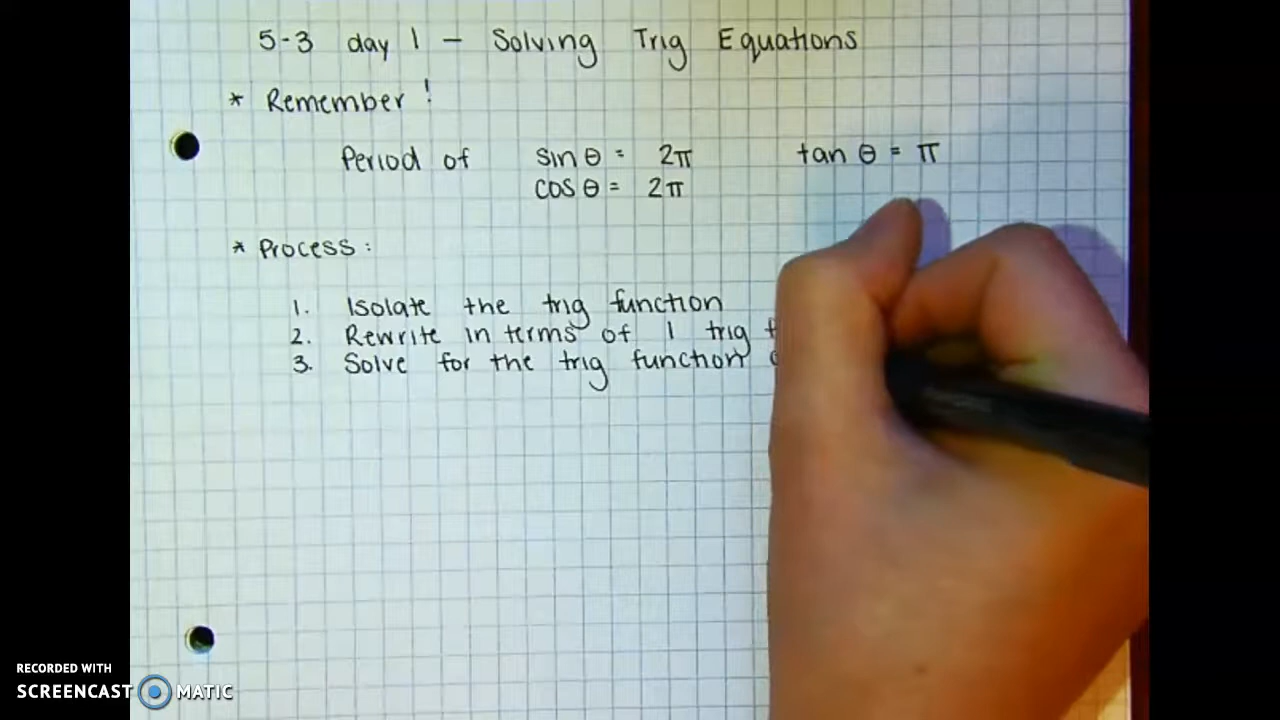 5-3 day 1 - Solving Trig Equations
* Remember!
Period of sin θ = 2π tan θ = π
cos θ = 2π
* Process:
1. Isolate the trig function
2. Rewrite in terms of 1 trig
3. Solve for the trig function
RECORDED WITH
SCREENCAST MATIC